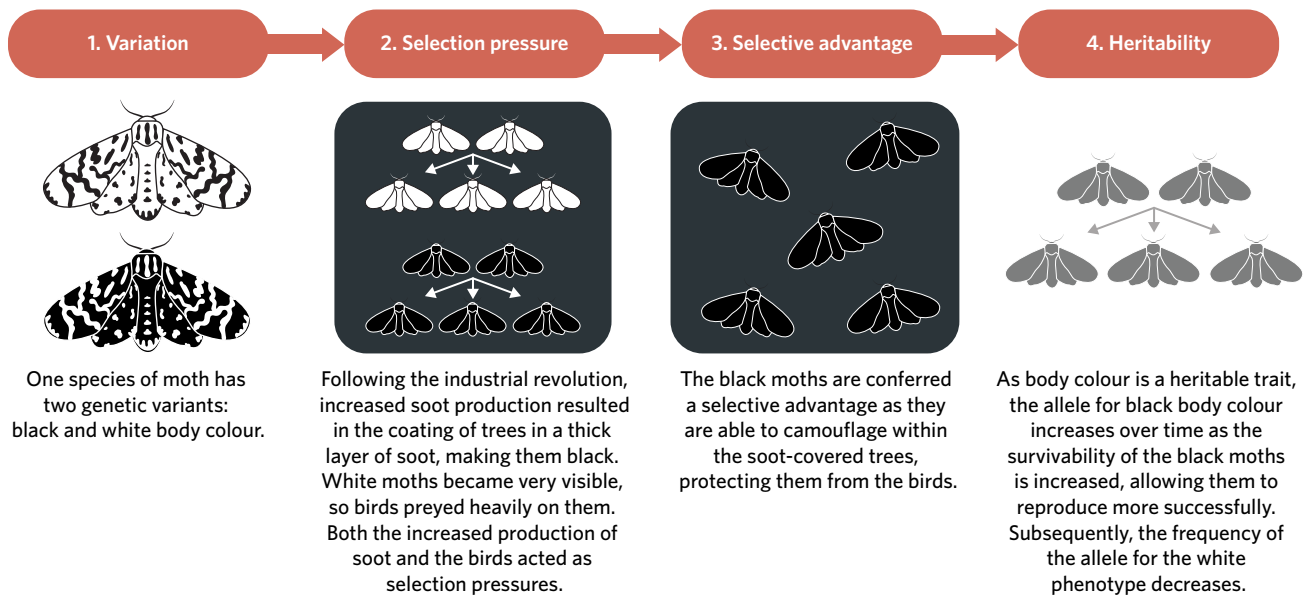 1. Variation
2. Selection pressure
3. Selective advantage
4. Heritability
One species of moth has
two genetic variants:
black and white body colour.
Following the industrial revolution,
increased soot production resulted
in the coating of trees in a thick
layer of soot, making them black.
White moths became very visible,
so birds preyed heavily on them.
Both the increased production of
soot and the birds acted as
selection pressures.
The black moths are conferred
a selective advantage as they
are able to camouflage within
the soot-covered trees,
protecting them from the birds.
As body colour is a heritable trait,
the allele for black body colour
increases over time as the
survivability of the black moths
is increased, allowing them to
reproduce more successfully.
Subsequently, the frequency of
the allele for the white
phenotype decreases.